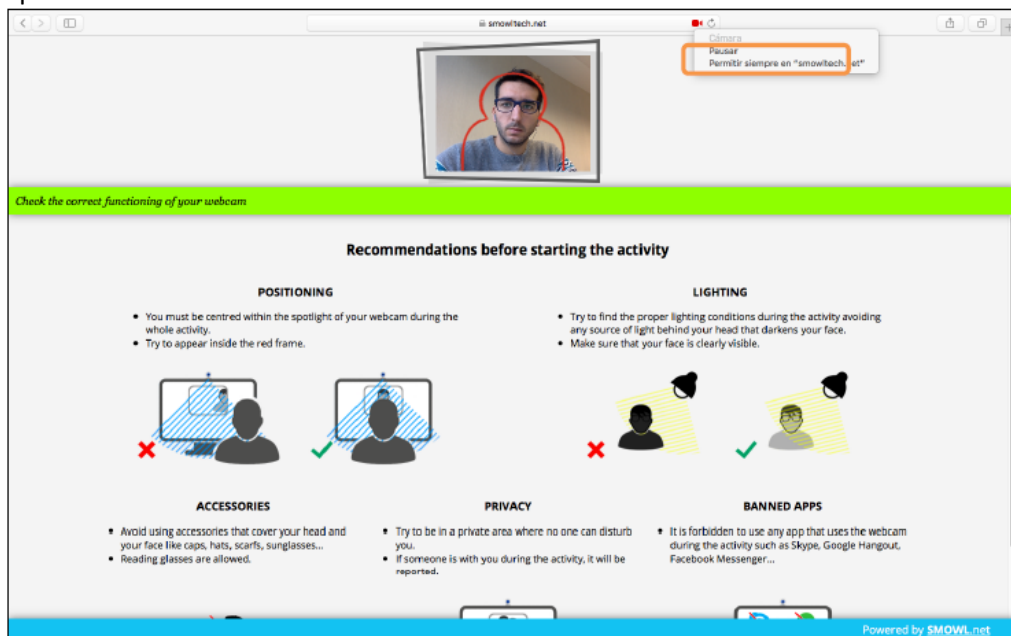 smowltech.net
Cámara
Pausar
Permitir siempre en "smowltech.net"
Check the correct functioning of your webcam
Recommendations before starting the activity
POSITIONING
• You must be centred within the spotlight of your webcam during the
whole activity.
• Try to appear inside the red frame.
LIGHTING
• Try to find the proper lighting conditions during the activity avoiding
any source of light behind your head that darkens your face.
• Make sure that your face is clearly visible.
ACCESSORIES
• Avoid using accessories that cover your head and
your face like caps, hats, scarfs, sunglasses...
• Reading glasses are allowed.
PRIVACY
• Try to be in a private area where no one can disturb
you.
• If someone is with you during the activity, it will be
reported.
BANNED APPS
• It is forbidden to use any app that uses the webcam
during the activity such as Skype, Google Hangout,
Facebook Messenger...
Powered by SMOWL.net